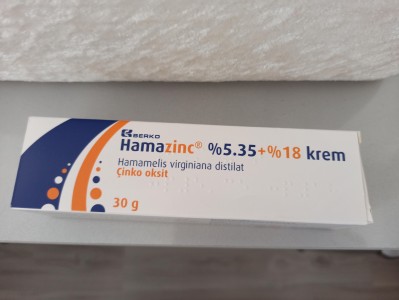 BERKO
Hamazinc® %5.35+%18 krem
Hamamelis virginiana distilat
Çinko oksit
30 g